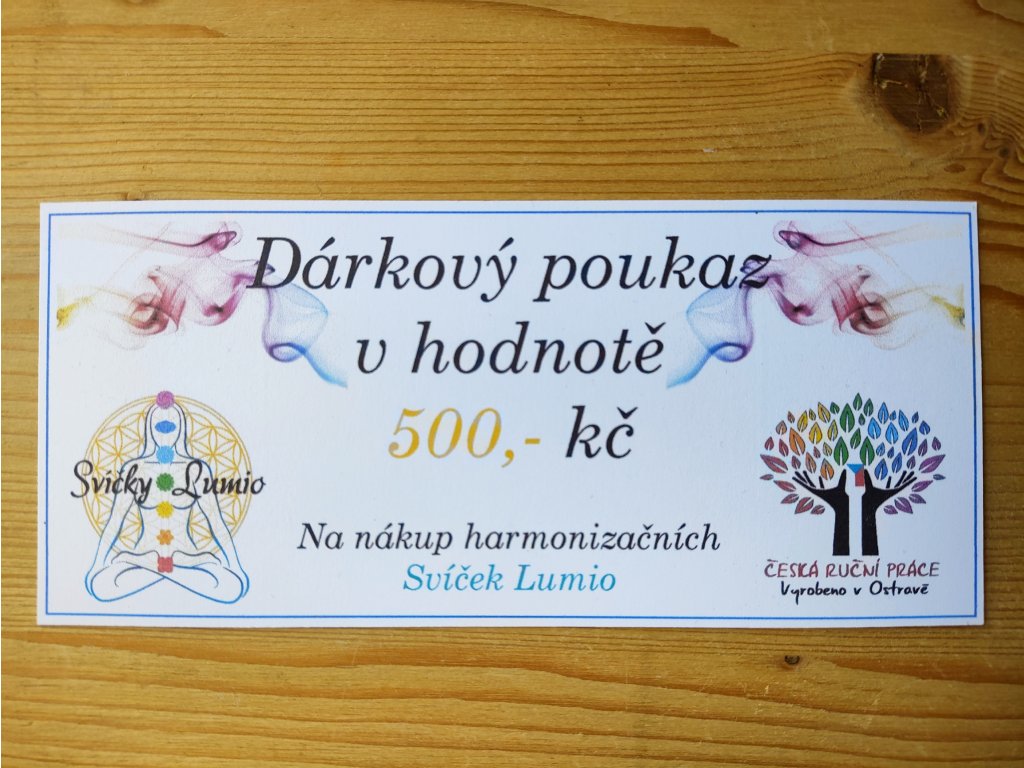 Dárkový poukaz
v hodnotě
500,- kč
Svíčky Lumio
Na nákup harmonizačních
Svíček Lumio
ČESKÁ RUČNÍ PRÁCE
Vyrobeno v Ostravě